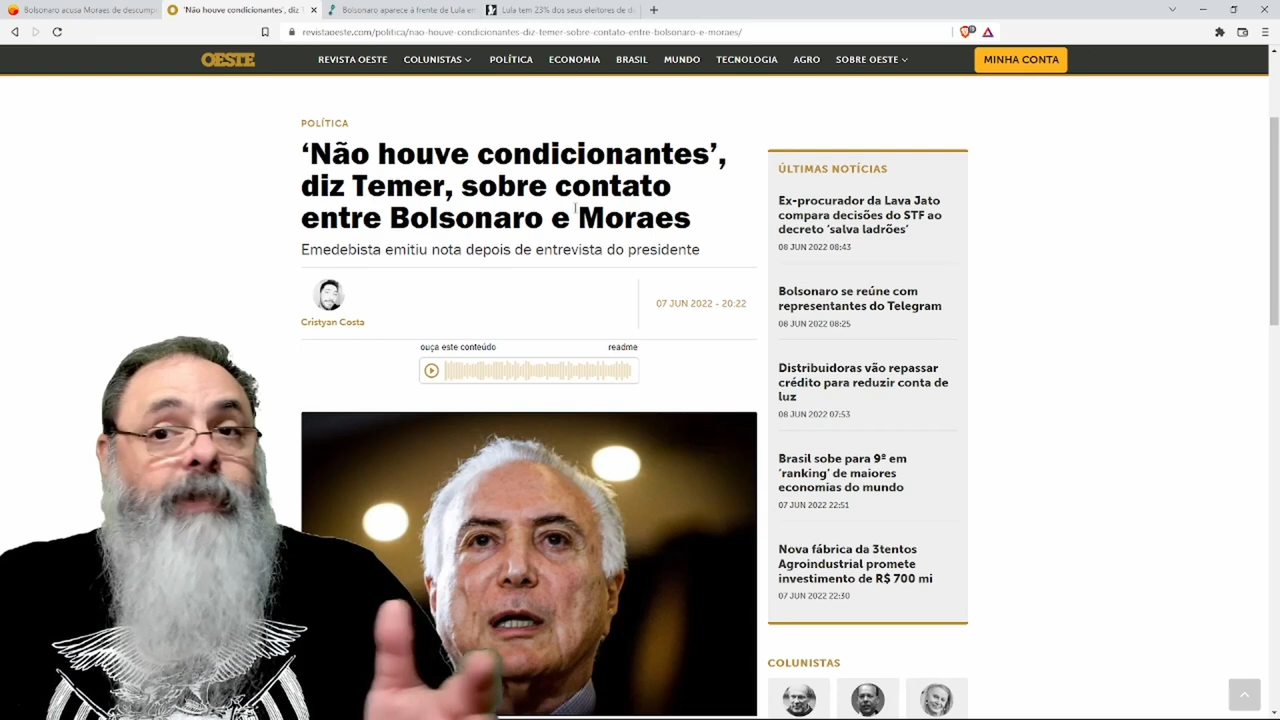 Bolsonaro acusa Moraes de descump
'Não houve condicionantes', diz T
Bolsonaro aparece à frente de Lula em
Lula tem 23% dos seus eleitores de d
revistaoeste.com/politica/nao-houve-condicionantes-diz-temer-sobre-contato-entre-bolsonaro-e-moraes/
OESTE
REVISTA OESTE
COLUNISTAS
POLÍTICA
ECONOMIA
BRASIL
MUNDO
TECNOLOGIA
AGRO
SOBRE OESTE
MINHA CONTA
POLÍTICA
‘Não houve condicionantes’,
diz Temer, sobre contato
entre Bolsonaro e Moraes
Emedebista emitiu nota depois de entrevista do presidente
Cristyan Costa
07 JUN 2022 - 20:22
ouça este conteúdo
readme
ÚLTIMAS NOTÍCIAS
Ex-procurador da Lava Jato
compara decisões do STF ao
decreto ‘salva ladrões’
08 JUN 2022 08:43
Bolsonaro se reúne com
representantes do Telegram
08 JUN 2022 08:25
Distribuidoras vão repassar
crédito para reduzir conta de
luz
08 JUN 2022 07:53
Brasil sobe para 9ª em
‘ranking’ de maiores
economias do mundo
07 JUN 2022 22:51
Nova fábrica da 3tentos
Agroindustrial promete
investimento de R$ 700 mi
07 JUN 2022 22:30
COLUNISTAS